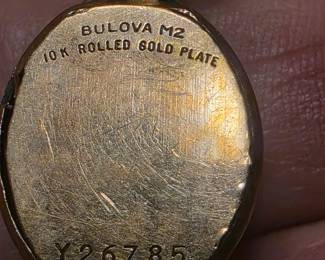 BULOVA M2
10K ROLLED GOLD PLATE
Y26785